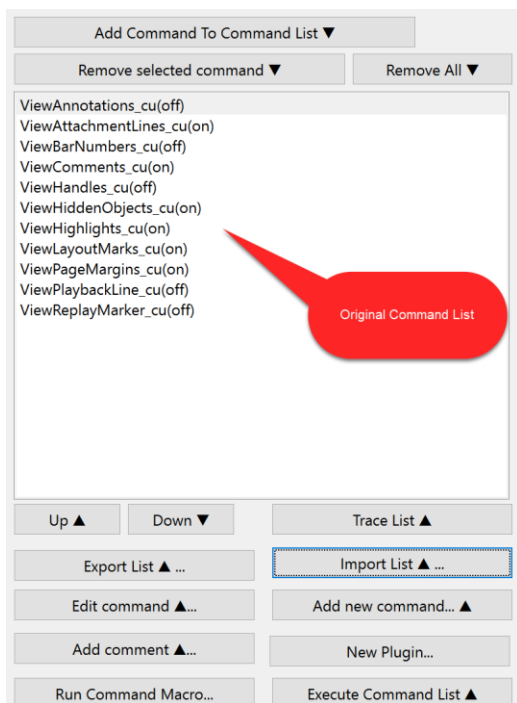 Add Command To Command List ▼
Remove selected command ▼
Remove All ▼
ViewAnnotations_cu(off)
ViewAttachmentLines_cu(on)
ViewBarNumbers_cu(off)
ViewComments_cu(on)
ViewHandles_cu(off)
ViewHiddenObjects_cu(on)
ViewHighlights_cu(on)
ViewLayoutMarks_cu(on)
ViewPageMargins_cu(on)
ViewPlaybackLine_cu(off)
ViewReplayMarker_cu(off)
Original Command List
Up ▲
Down ▼
Trace List ▲
Export List ▲ ...
Import List ▲ ...
Edit command ▲...
Add new command... ▲
Add comment ▲...
New Plugin...
Run Command Macro...
Execute Command List ▲